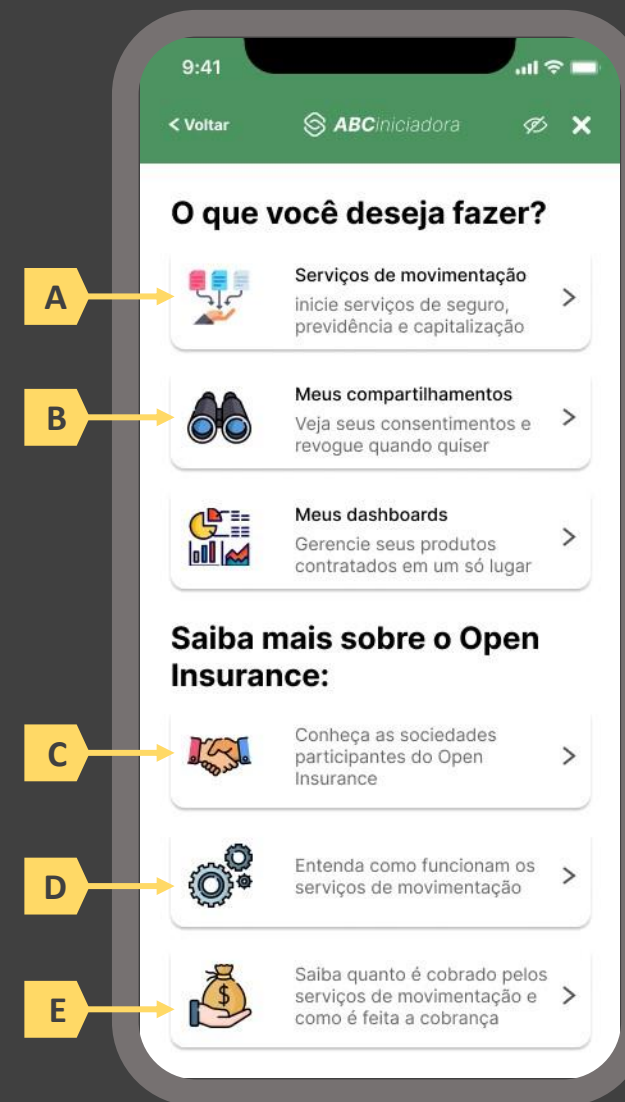 9:41
< Voltar
ABCiniciadora
O que você deseja fazer?
A
Serviços de movimentação
inicie serviços de seguro,
previdência e capitalização
B
Meus compartilhamentos
Veja seus consentimentos e
revogue quando quiser
Meus dashboards
Gerencie seus produtos
contratados em um só lugar
Saiba mais sobre o Open
Insurance:
C
Conheça as sociedades
participantes do Open
Insurance
D
Entenda como funcionam os
serviços de movimentação
E
$
Saiba quanto é cobrado pelos
serviços de movimentação e
como é feita a cobrança